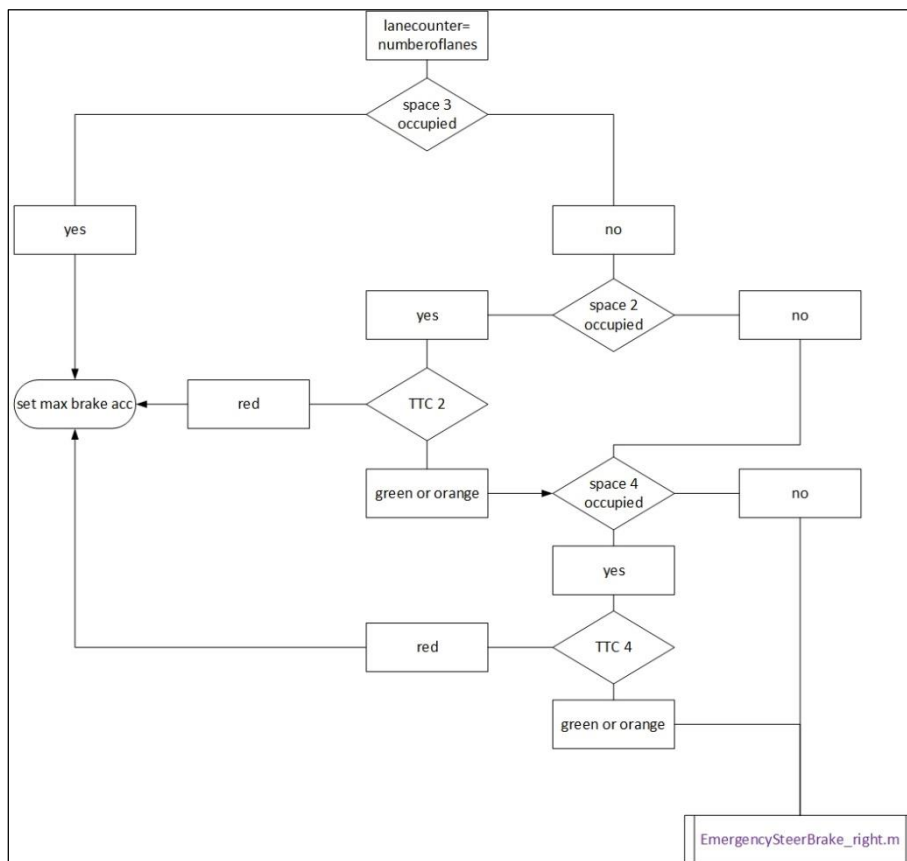 lanecounter=
numberoflanes
space 3
occupied
yes
no
space 2
occupied
yes
no
set max brake acc
red
TTC 2
green or orange
space 4
occupied
no
yes
red
TTC 4
green or orange
EmergencySteerBrake_right.m